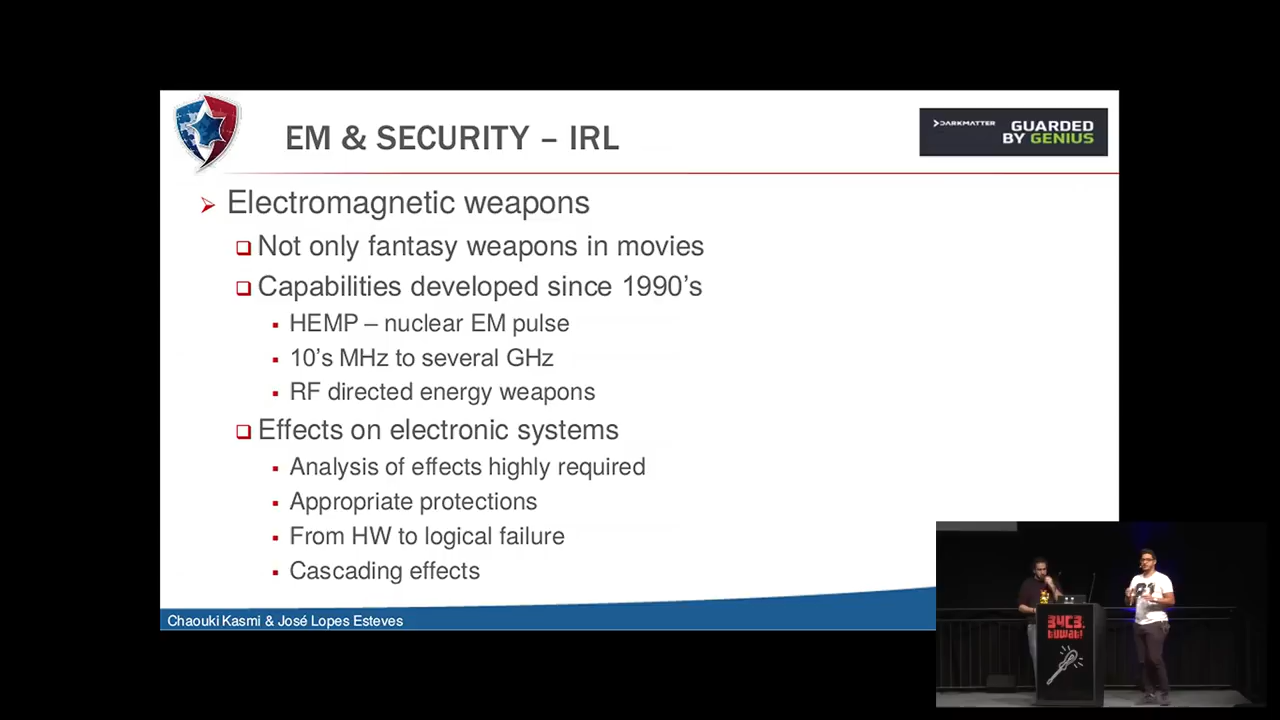 EM & SECURITY – IRL
DARKMATTER
GUARDED
BY GENIUS
➢ Electromagnetic weapons
❑ Not only fantasy weapons in movies
❑ Capabilities developed since 1990's
▪ HEMP – nuclear EM pulse
▪ 10's MHz to several GHz
▪ RF directed energy weapons
❑ Effects on electronic systems
▪ Analysis of effects highly required
▪ Appropriate protections
▪ From HW to logical failure
▪ Cascading effects
Chaouki Kasmi & José Lopes Esteves
34C3.
tuwat!